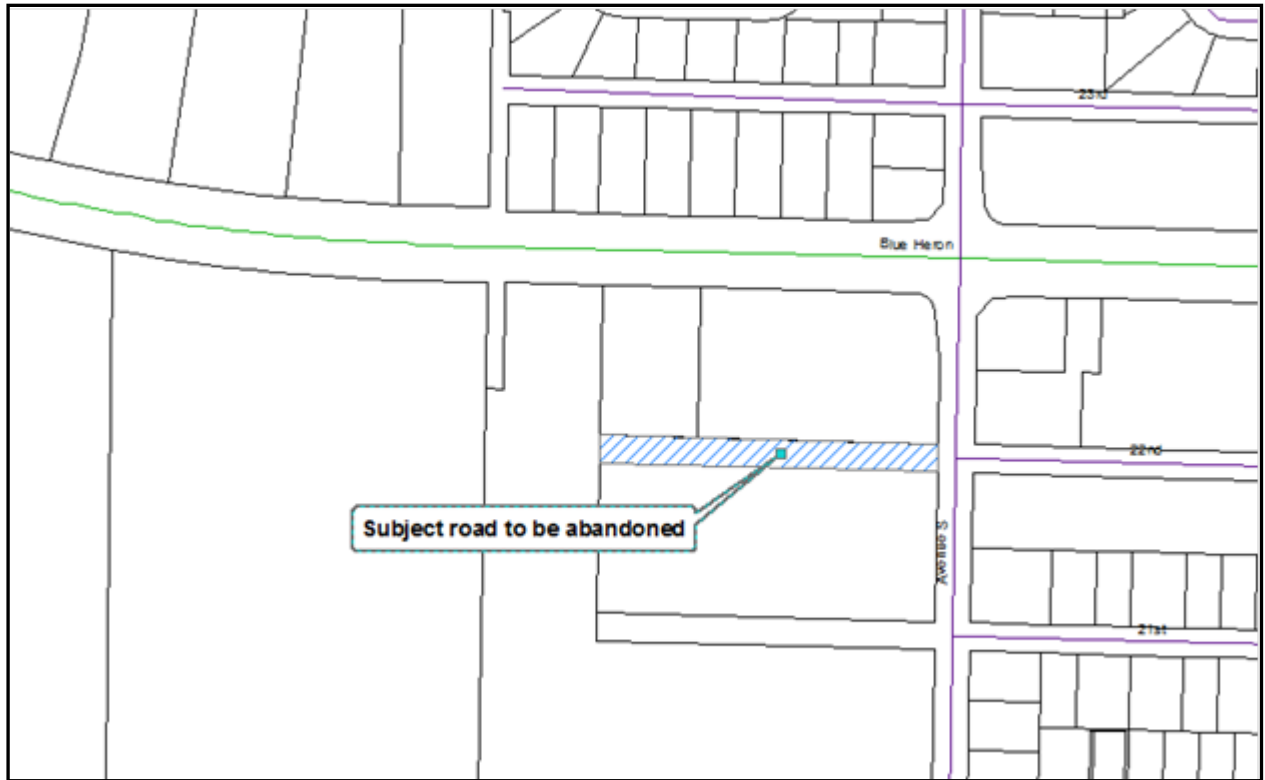 23rd
Blue Heron
22nd
Subject road to be abandoned
Avenue S
21st